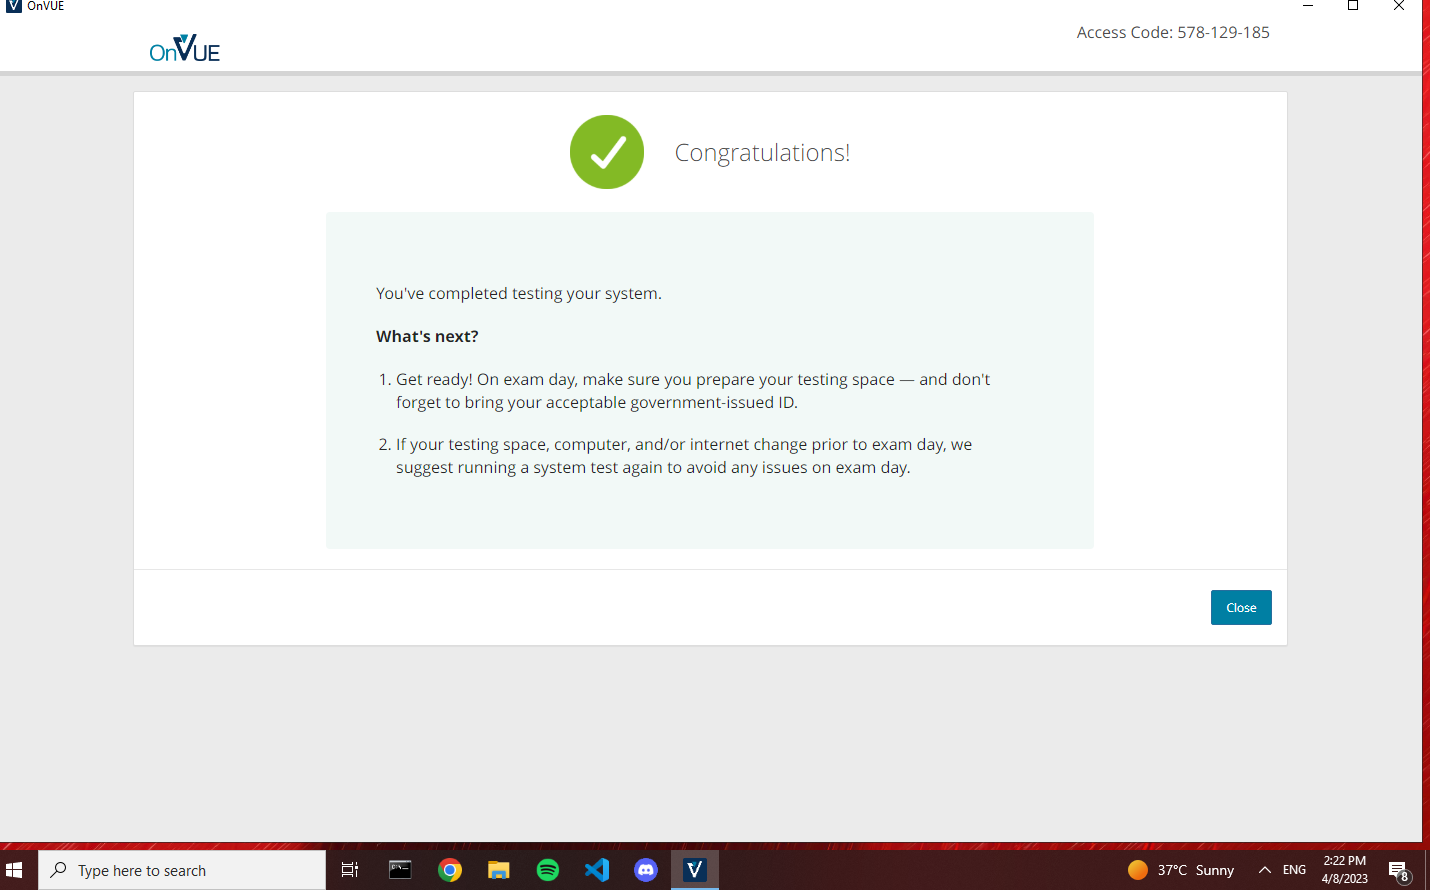 OnVUE
OnVUE
Access Code: 578-129-185
Congratulations!
You've completed testing your system.
What's next?
1. Get ready! On exam day, make sure you prepare your testing space — and don't
forget to bring your acceptable government-issued ID.
2. If your testing space, computer, and/or internet change prior to exam day, we
suggest running a system test again to avoid any issues on exam day.
Close
Type here to search
37°C Sunny
ENG
2:22 PM
4/8/2023
8